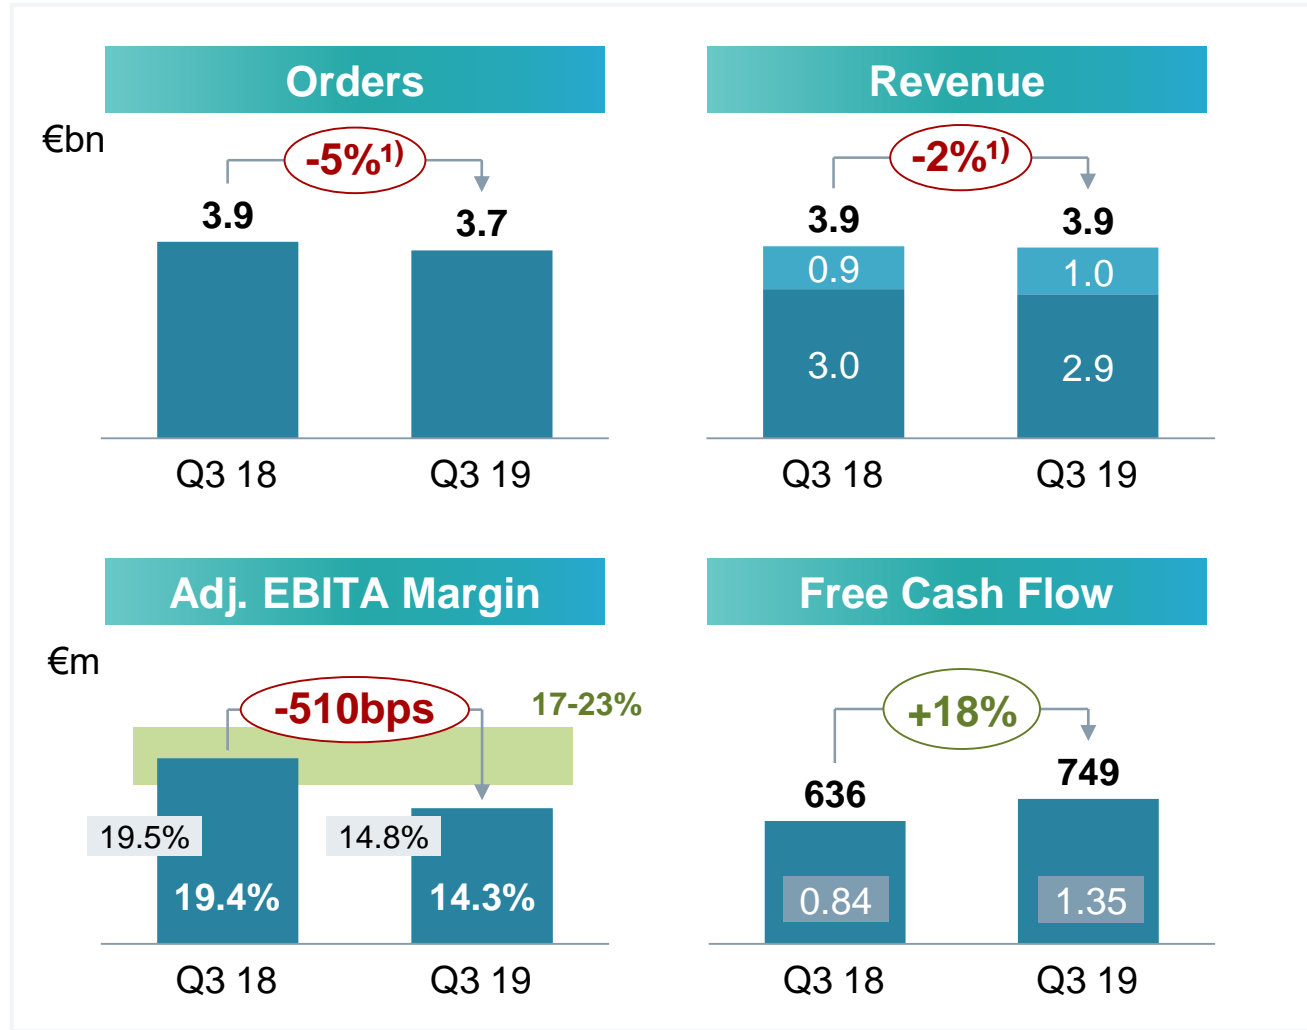 Orders
€bn
-5%¹⁾
3.9
3.7
Q3 18
Q3 19
Revenue
-2%¹⁾
3.9
3.9
0.9
1.0
3.0
2.9
Q3 18
Q3 19
Adj. EBITA Margin
€m
-510bps
17-23%
19.5%
14.8%
19.4%
14.3%
Q3 18
Q3 19
Free Cash Flow
+18%
636
749
0.84
1.35
Q3 18
Q3 19